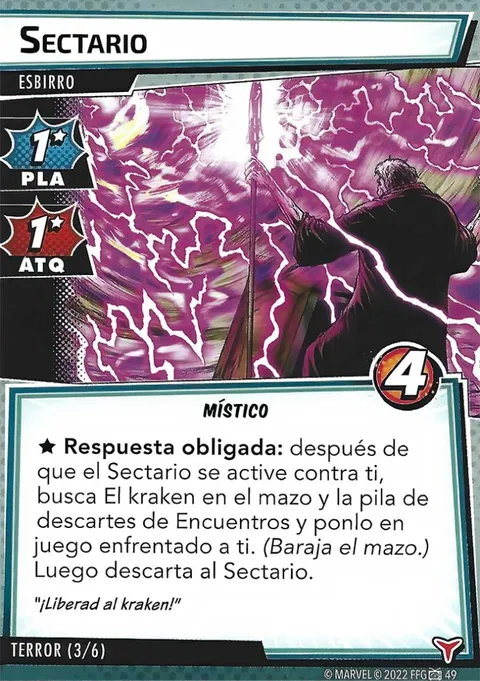 Sectario
ESBIRRO
1★
PLA
1★
ATQ
4
MÍSTICO
★ Respuesta obligada: después de
que el Sectario se active contra ti,
busca El kraken en el mazo y la pila de
descartes de Encuentros y ponlo en
juego enfrentado a ti. (Baraja el mazo.)
Luego descarta al Sectario.
"¡Liberad al kraken!"
TERROR (3/6)
© MARVEL © 2022 FFG 49